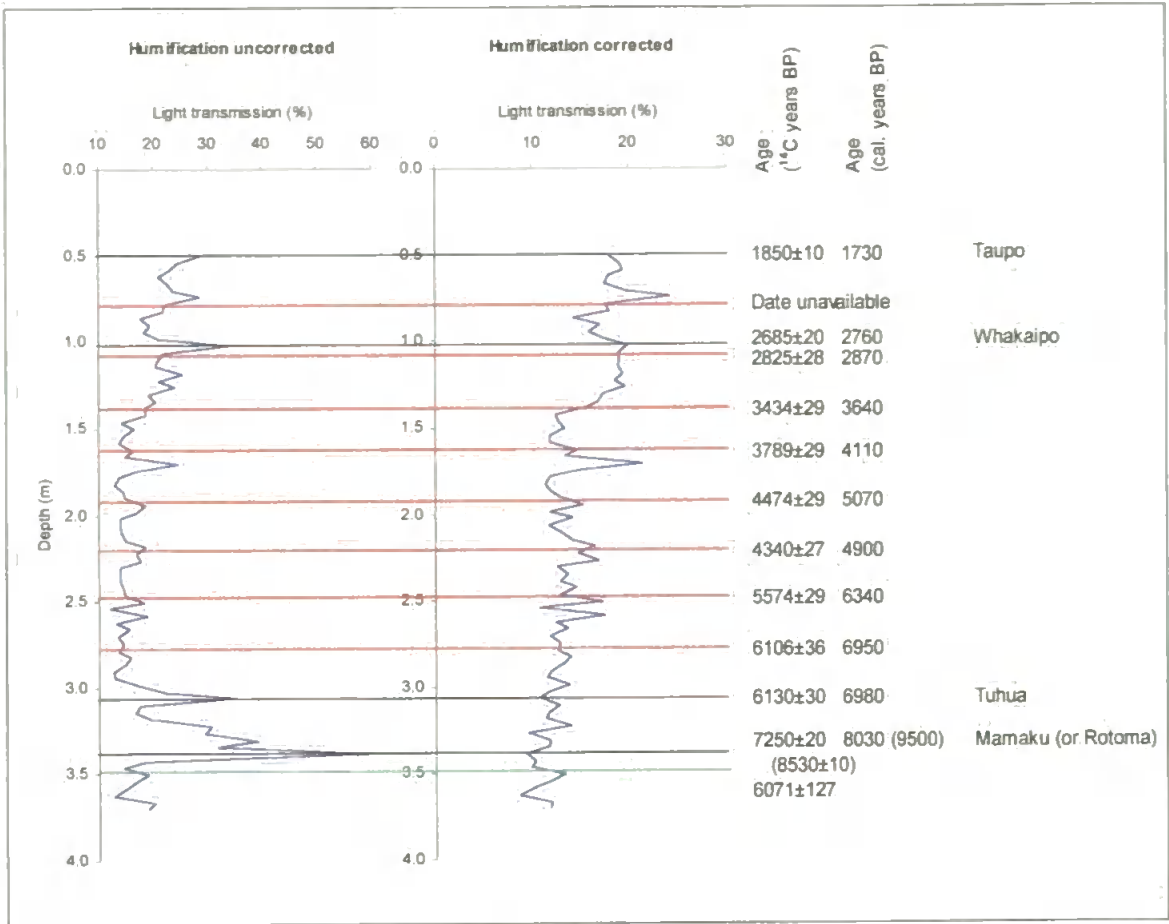 Humification uncorrected
Humification corrected
Light transmission (%)
Light transmission (%)
Age (¹⁴C years BP)
Age (cal. years BP)
10 20 30 40 50 60
10 20 30
0.0
0.5
1.0
1.5
2.0
2.5
3.0
3.5
4.0
Depth (m)
0.0
0.5
1.0
1.5
2.0
2.5
3.0
3.5
4.0
1850±10 1730 Taupo
Date unavailable
2685±20 2760 Whakaipo
2825±28 2870
3434±29 3640
3789±29 4110
4474±29 5070
4340±27 4900
5574±29 6340
6106±36 6950
6130±30 6980 Tuhua
7250±20 8030 (9500) Mamaku (or Rotoma)
(8530±10)
6071±127